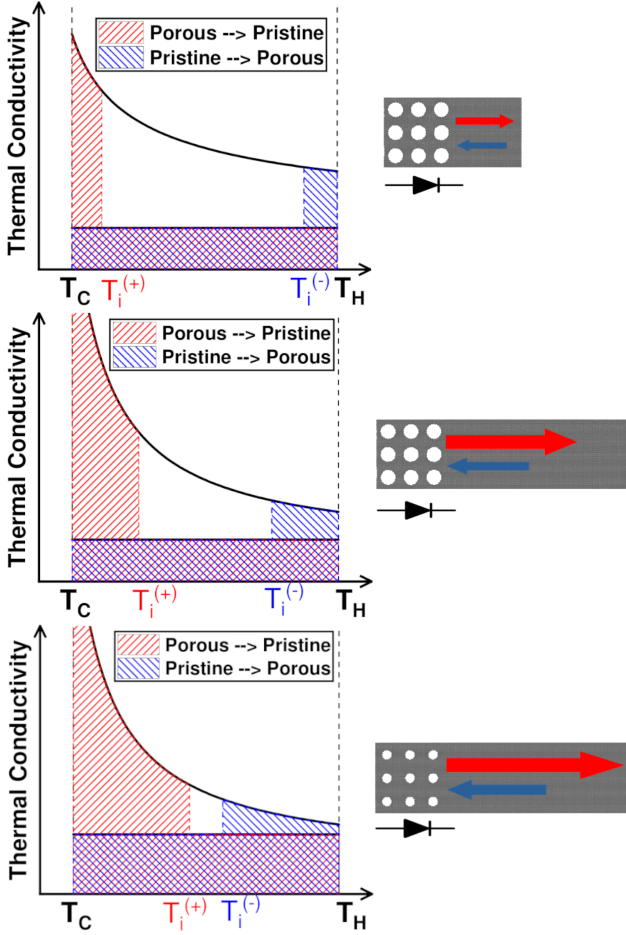 Thermal Conductivity
Porous --> Pristine
Pristine --> Porous
T_C T_i^(+) T_i^(-) T_H
Thermal Conductivity
Porous --> Pristine
Pristine --> Porous
T_C T_i^(+) T_i^(-) T_H
Thermal Conductivity
Porous --> Pristine
Pristine --> Porous
T_C T_i^(+) T_i^(-) T_H